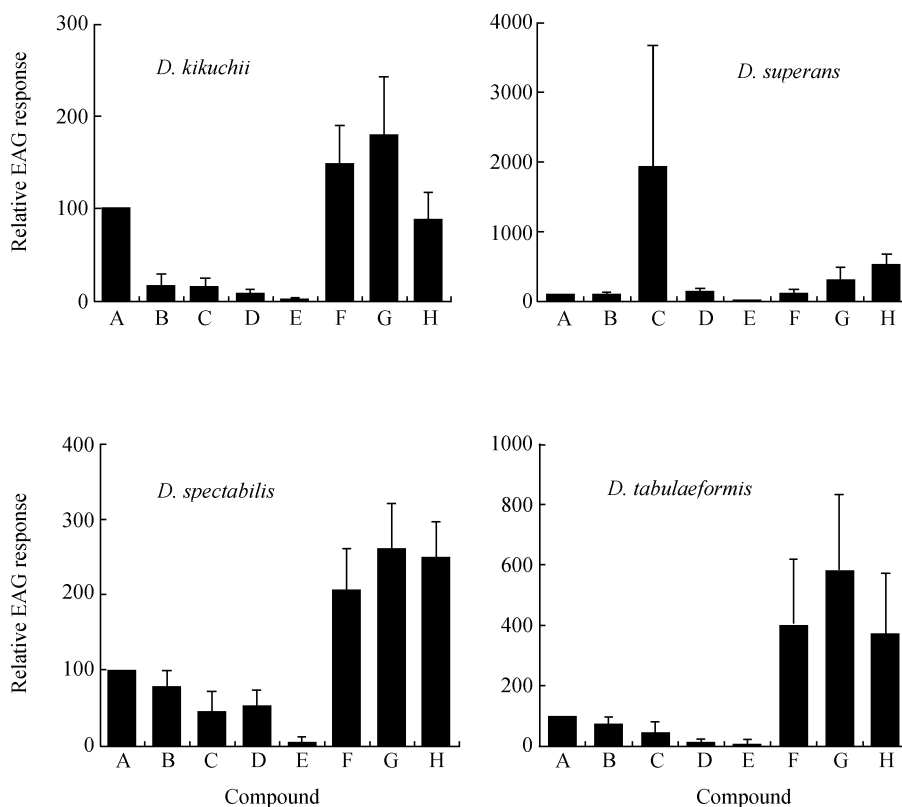 D. kikuchii
Relative EAG response
300
200
100
0
A B C D E F G H
D. superans
4000
3000
2000
1000
0
A B C D E F G H
D. spectabilis
Relative EAG response
400
300
200
100
0
A B C D E F G H
Compound
D. tabulaeformis
1000
800
600
400
200
0
A B C D E F G H
Compound